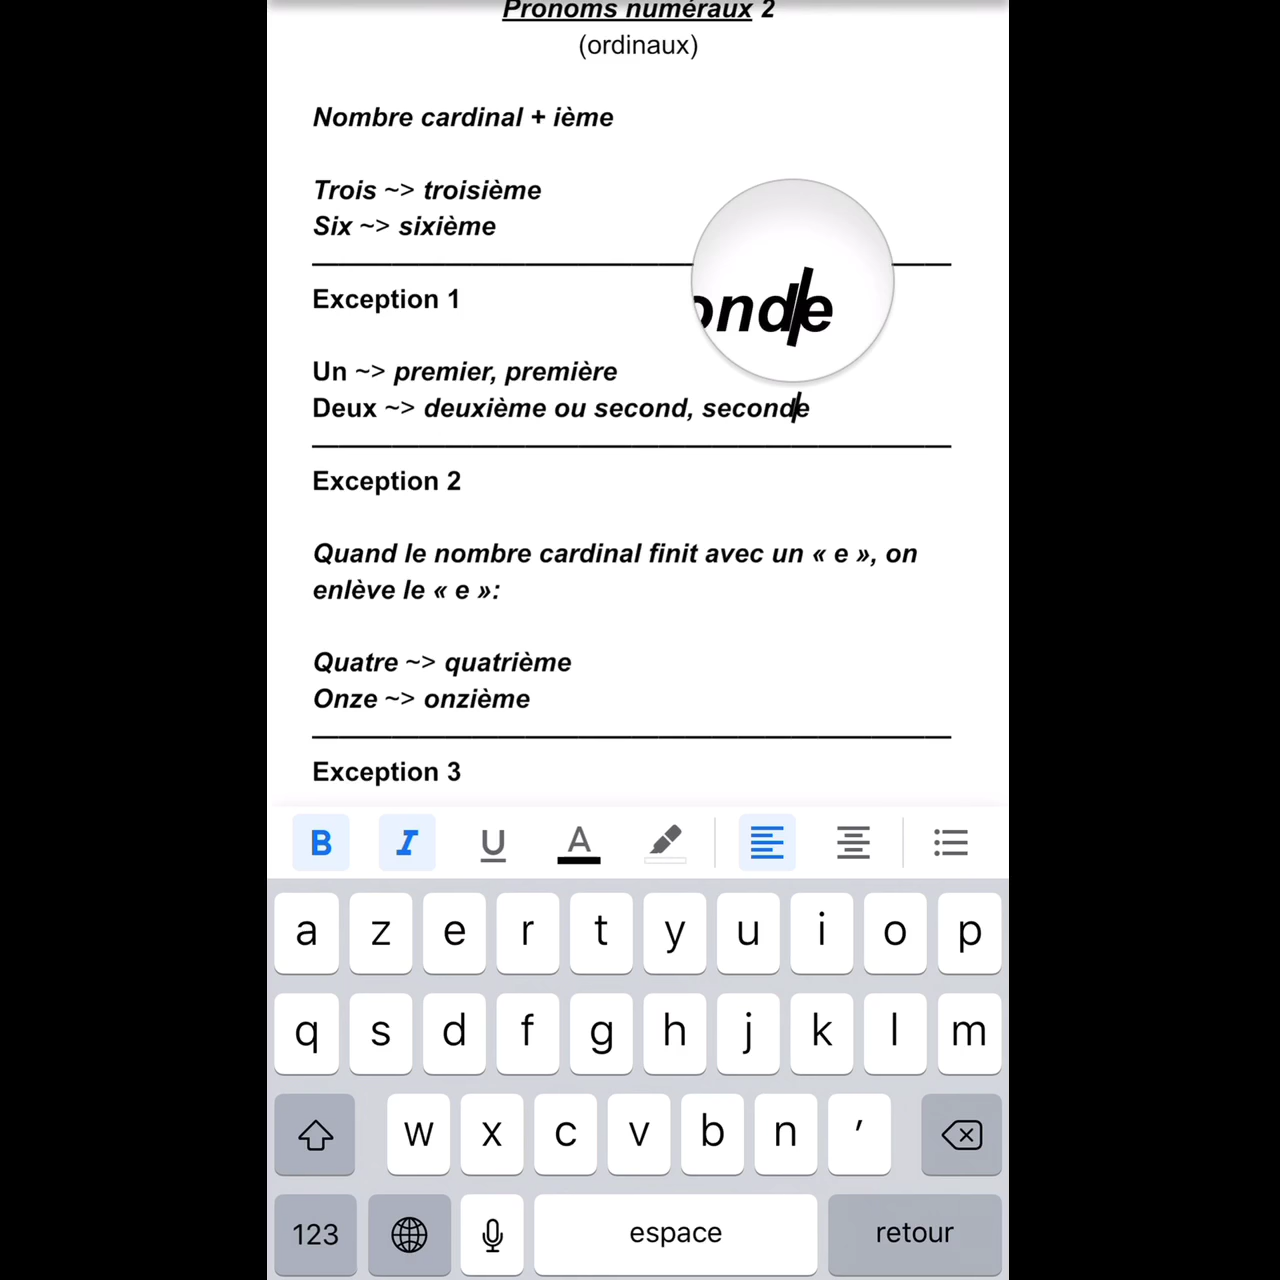 Pronoms numéraux 2
(ordinaux)
Nombre cardinal + ième
Trois ~> troisième
Six ~> sixième
onde
Exception 1
Un ~> premier, première
Deux ~> deuxième ou second, seconde
Exception 2
Quand le nombre cardinal finit avec un « e », on
enlève le « e »:
Quatre ~> quatrième
Onze ~> onzième
Exception 3
B I U A
a z e r t y u i o p
q s d f g h j k l m
w x c v b n ′
123 espace retour